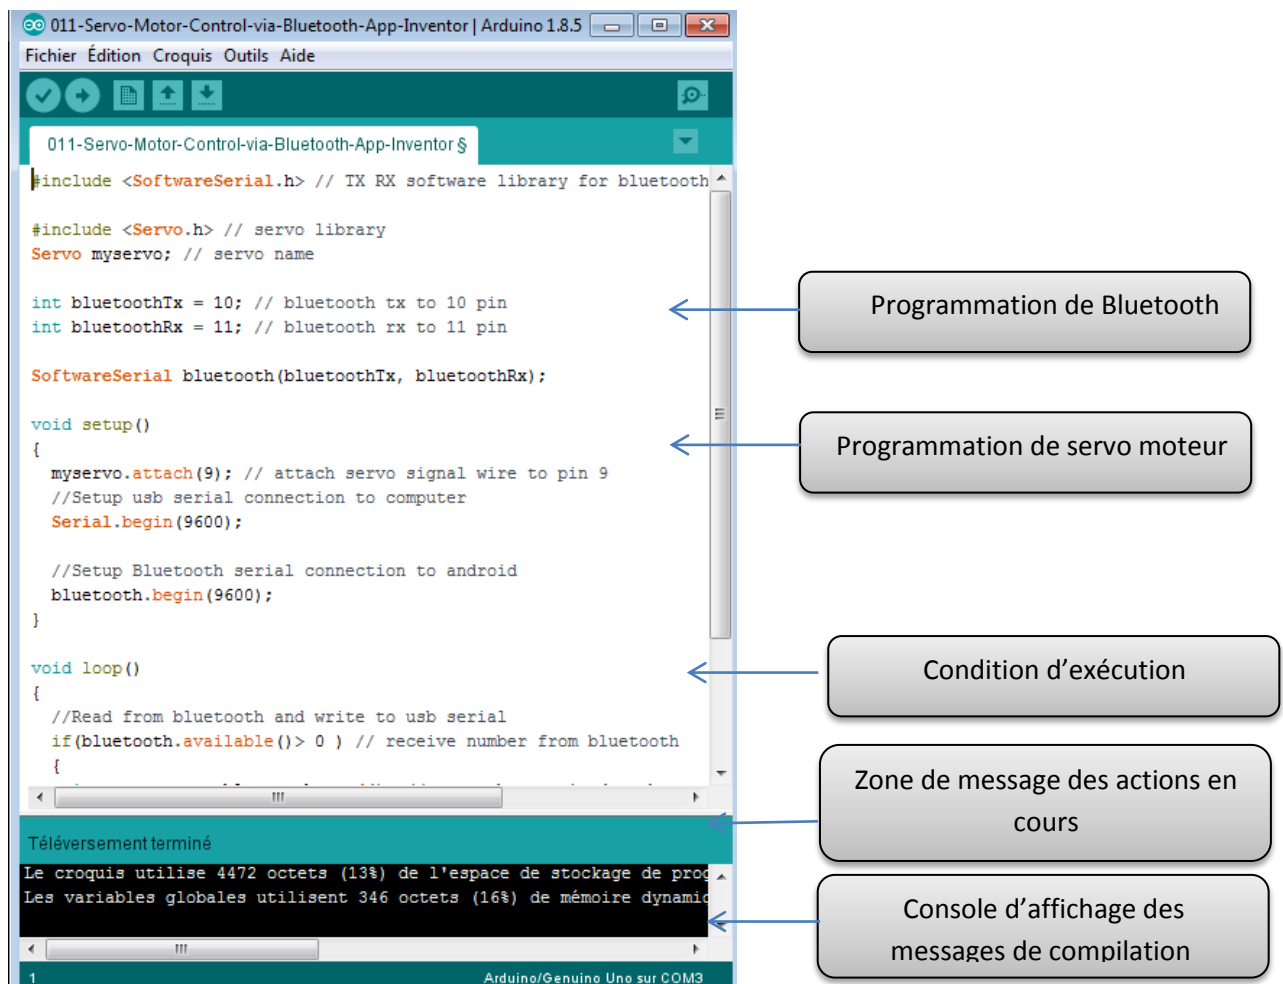 011-Servo-Motor-Control-via-Bluetooth-App-Inventor | Arduino 1.8.5
Fichier Édition Croquis Outils Aide
011-Servo-Motor-Control-via-Bluetooth-App-Inventor §
#include <SoftwareSerial.h> // TX RX software library for bluetooth
#include <Servo.h> // servo library
Servo myservo; // servo name
int bluetoothTx = 10; // bluetooth tx to 10 pin
int bluetoothRx = 11; // bluetooth rx to 11 pin
SoftwareSerial bluetooth(bluetoothTx, bluetoothRx);
void setup()
{
myservo.attach(9); // attach servo signal wire to pin 9
//Setup usb serial connection to computer
Serial.begin(9600);
//Setup Bluetooth serial connection to android
bluetooth.begin(9600);
}
void loop()
{
//Read from bluetooth and write to usb serial
if(bluetooth.available()> 0 ) // receive number from bluetooth
{
Téléversement terminé
Le croquis utilise 4472 octets (13%) de l'espace de stockage de prog
Les variables globales utilisent 346 octets (16%) de mémoire dynamic
1
Arduino/Genuino Uno sur COM3
Programmation de Bluetooth
Programmation de servo moteur
Condition d’exécution
Zone de message des actions en
cours
Console d’affichage des
messages de compilation